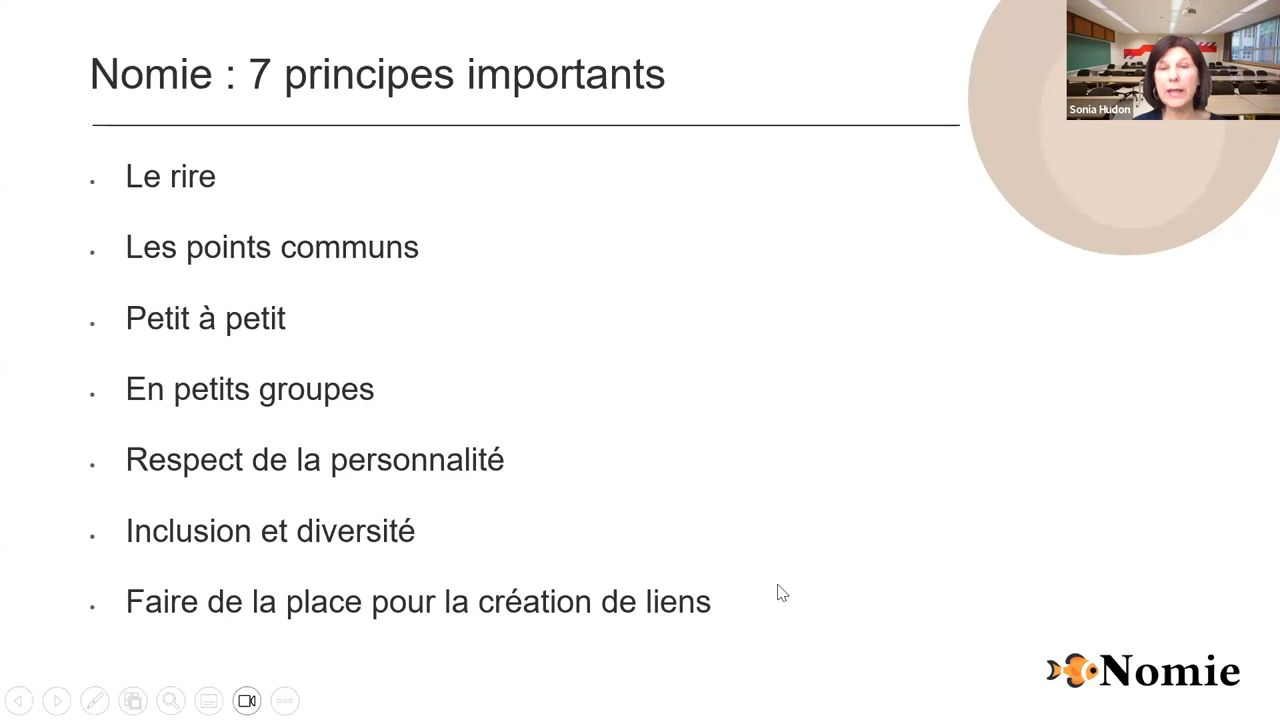 Nomie : 7 principes importants
Sonia Hudon
Le rire
Les points communs
Petit à petit
En petits groupes
Respect de la personnalité
Inclusion et diversité
Faire de la place pour la création de liens
Nomie